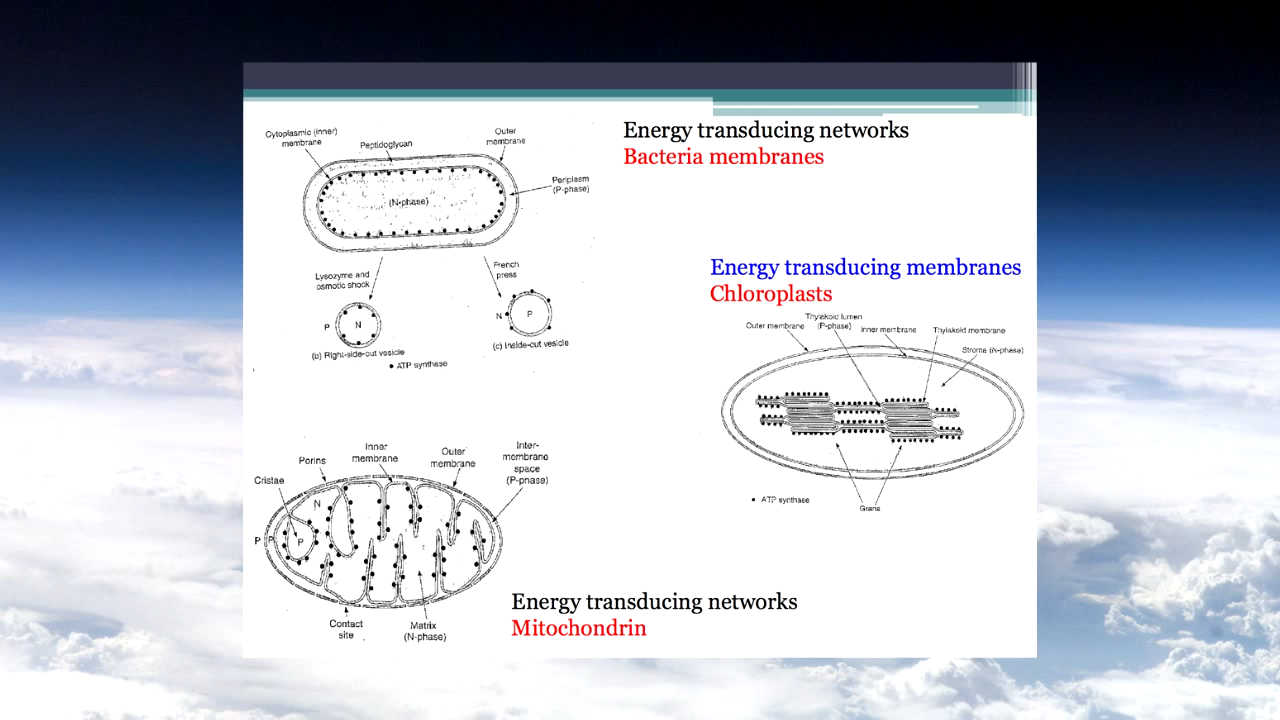 Energy transducing networks
Bacteria membranes
Cytoplasmic (inner)
membrane
Peptidoglycan
Outer
membrane
Periplasm
(P-phase)
(N-phase)
Lysozyme and
osmotic shock
French
press
P
N
N
P
(b) Right-side-out vesicle
(c) Inside-out vesicle
• ATP synthase
Energy transducing membranes
Chloroplasts
Outer membrane
Thylakoid lumen
(P-phase)
Inner membrane
Thylakoid membrane
Stroma (N-phase)
• ATP synthase
Grana
Cristae
Porins
Inner
membrane
Outer
membrane
Inter-
membrane
space
(P-phase)
N
P
P
P
Contact
site
Matrix
(N-phase)
Energy transducing networks
Mitochondrin